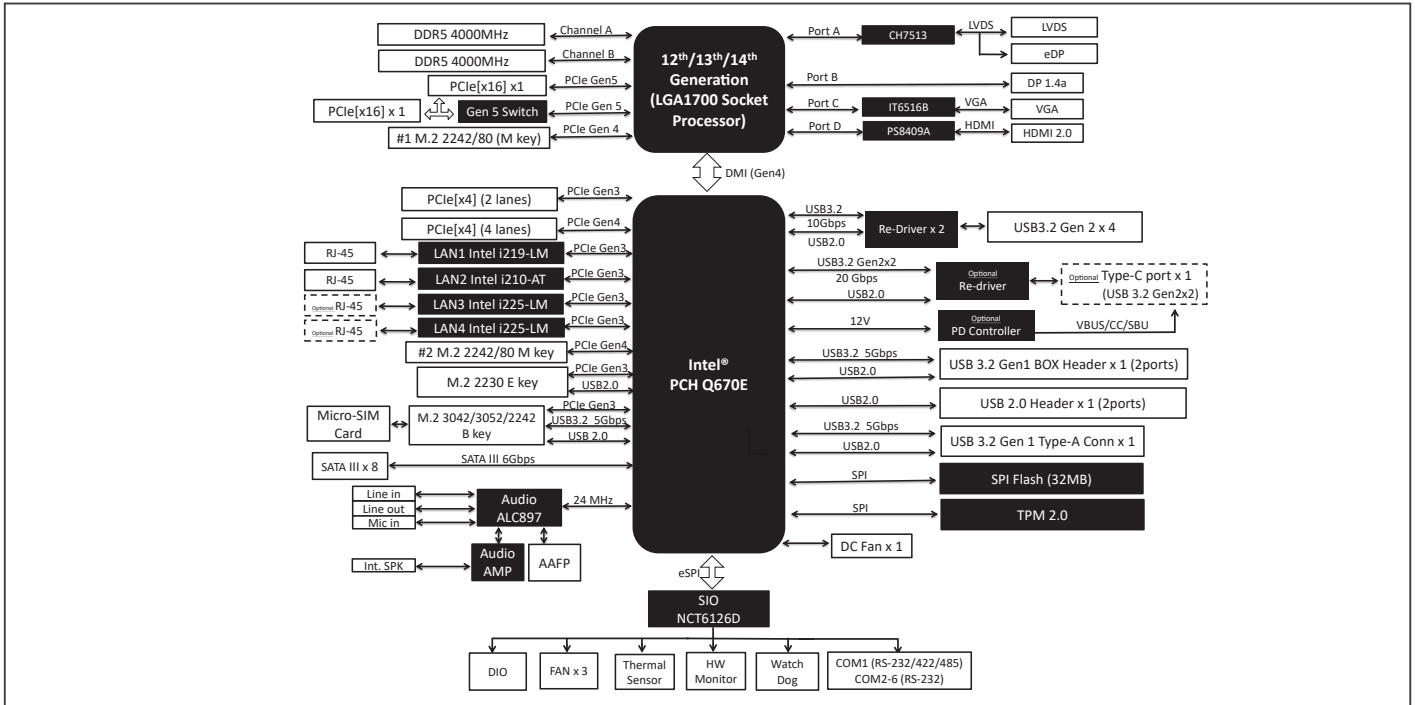 DDR5 4000MHz
Channel A
DDR5 4000MHz
Channel B
PCIe[x16] x1
PCIe Gen5
PCIe[x16] x 1
Gen 5 Switch
PCIe Gen 5
#1 M.2 2242/80 (M key)
PCIe Gen 4
12th/13th/14th
Generation
(LGA1700 Socket
Processor)
Port A
CH7513
LVDS
LVDS
eDP
Port B
DP 1.4a
Port C
IT6516B
VGA
VGA
Port D
PS8409A
HDMI
HDMI 2.0
DMI (Gen4)
PCIe[x4] (2 lanes)
PCIe Gen3
PCIe[x4] (4 lanes)
PCIe Gen4
RJ-45
LAN1 Intel i219-LM
PCIe Gen3
RJ-45
LAN2 Intel i210-AT
PCIe Gen3
Optional RJ-45
LAN3 Intel i225-LM
PCIe Gen3
Optional RJ-45
LAN4 Intel i225-LM
PCIe Gen3
#2 M.2 2242/80 M key
PCIe Gen4
M.2 2230 E key
PCIe Gen3
USB2.0
Micro-SIM
Card
M.2 3042/3052/2242
B key
PCIe Gen3
USB3.2 5Gbps
USB 2.0
SATA III x 8
SATA III 6Gbps
Line in
Line out
Mic in
Audio
ALC897
24 MHz
Int. SPK
Audio
AMP
AAFP
Intel®
PCH Q670E
USB3.2
10Gbps
USB2.0
Re-Driver x 2
USB3.2 Gen 2 x 4
USB3.2 Gen2x2
20 Gbps
USB2.0
Optional
Re-driver
Optional Type-C port x 1
(USB 3.2 Gen2x2)
12V
Optional
PD Controller
VBUS/CC/SBU
USB3.2 5Gbps
USB2.0
USB 3.2 Gen1 BOX Header x 1 (2ports)
USB2.0
USB 2.0 Header x 1 (2ports)
USB3.2 5Gbps
USB2.0
USB 3.2 Gen 1 Type-A Conn x 1
SPI
SPI Flash (32MB)
SPI
TPM 2.0
DC Fan x 1
eSPI
SIO
NCT6126D
DIO
FAN x 3
Thermal
Sensor
HW
Monitor
Watch
Dog
COM1 (RS-232/422/485)
COM2-6 (RS-232)